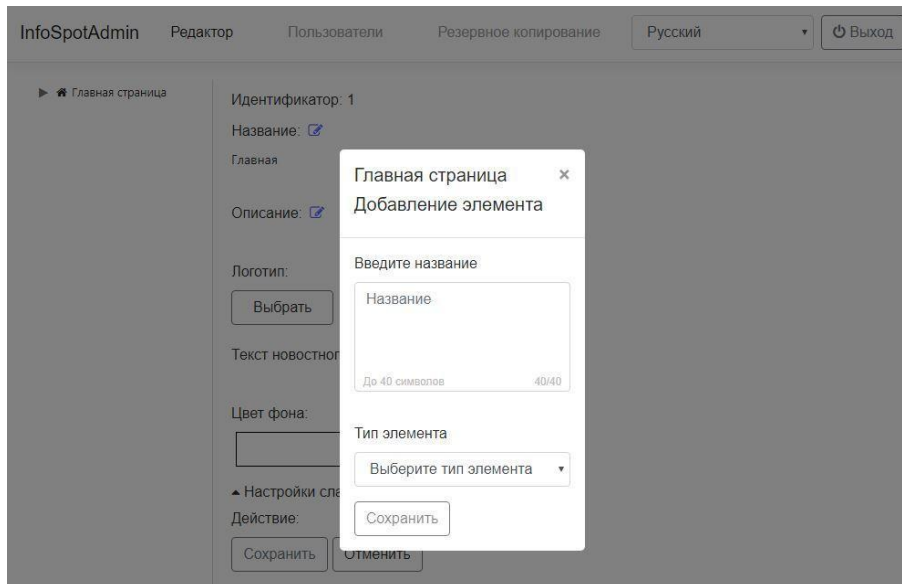 InfoSpotAdmin Редактор Пользователи Резервное копирование Русский Выход
Главная страница
Идентификатор: 1
Название:
Главная
Описание:
Логотип:
Выбрать
Текст новостног
Цвет фона:
Настройки сла
Действие:
Сохранить Отменить
Главная страница ×
Добавление элемента
Введите название
Название
До 40 символов 40/40
Тип элемента
Выберите тип элемента
Сохранить